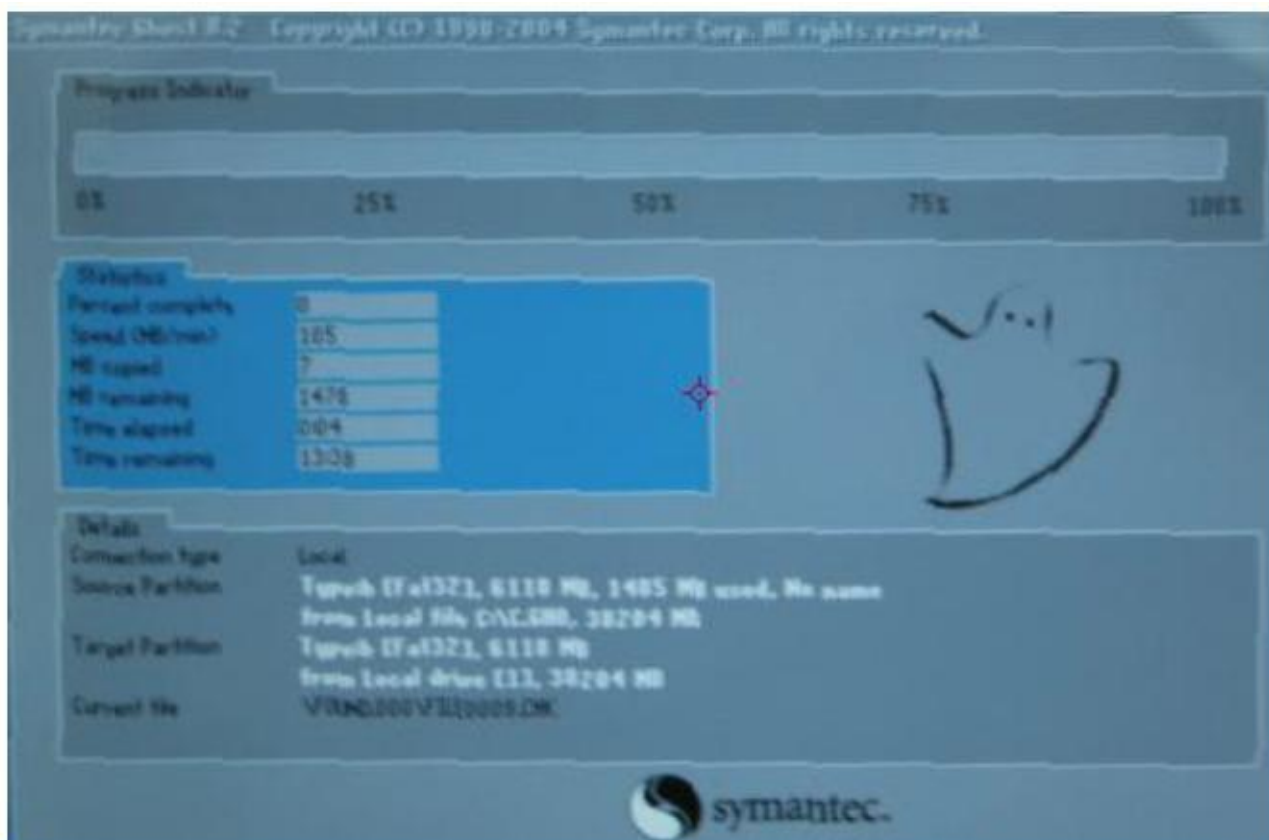 Symantec Ghost 8.2 Copyright (C) 1998-2004 Symantec Corp. All rights reserved.
Progress Indicator
0% 25% 50% 75% 100%
Statistics
Percent complete 0
Speed (MB/min) 105
MB copied 7
MB remaining 1478
Time elapsed 0:04
Time remaining
Details
Connection type Local
Source Partition Type:b [Fat32], 6118 MB, 1485 MB used, No name
from Local file C:\C.GHO, 38204 MB
Target Partition Type:b [Fat32], 6118 MB
from Local drive [1], 38204 MB
Current file
symantec.